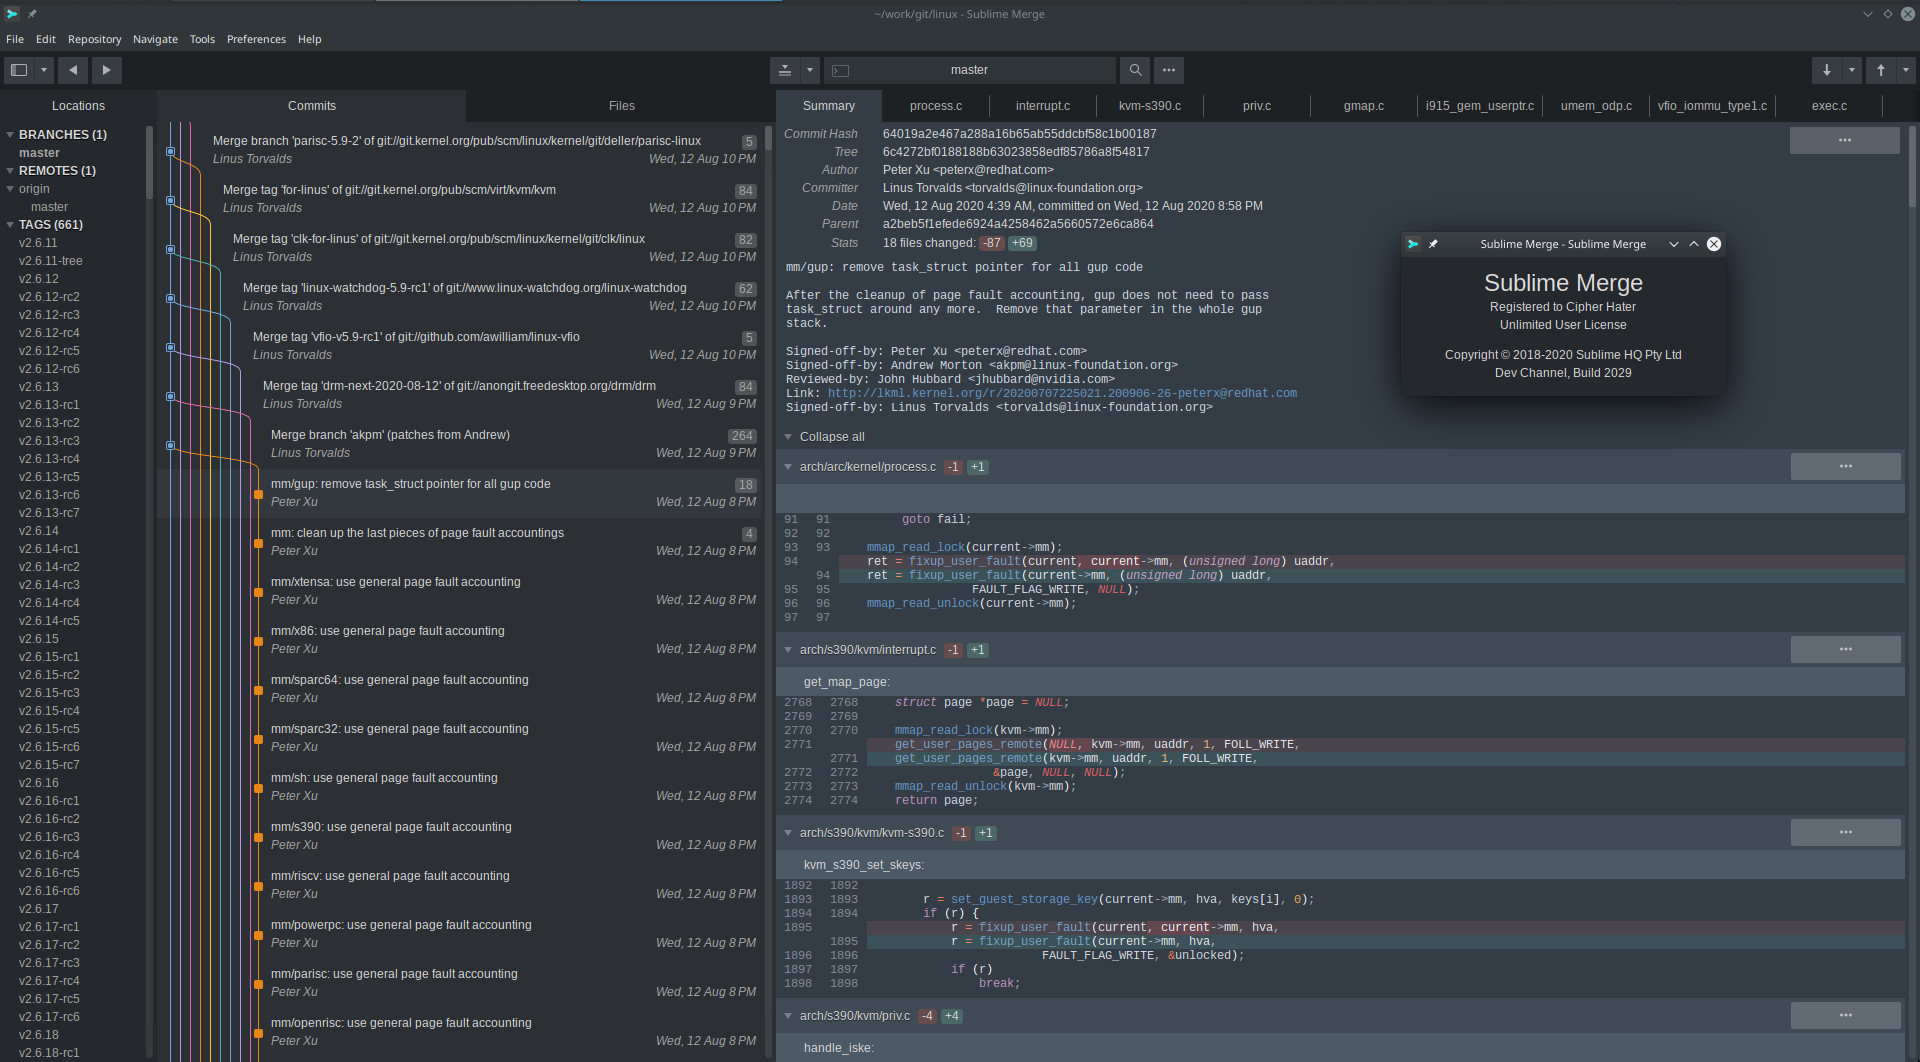 ~/work/git/linux - Sublime Merge
File Edit Repository Navigate Tools Preferences Help
master
Locations
BRANCHES (1)
master
REMOTES (1)
origin
master
TAGS (661)
v2.6.11
v2.6.11-tree
v2.6.12
v2.6.12-rc2
v2.6.12-rc3
v2.6.12-rc4
v2.6.12-rc5
v2.6.12-rc6
v2.6.13
v2.6.13-rc1
v2.6.13-rc2
v2.6.13-rc3
v2.6.13-rc4
v2.6.13-rc5
v2.6.13-rc6
v2.6.13-rc7
v2.6.14
v2.6.14-rc1
v2.6.14-rc2
v2.6.14-rc3
v2.6.14-rc4
v2.6.14-rc5
v2.6.15
v2.6.15-rc1
v2.6.15-rc2
v2.6.15-rc3
v2.6.15-rc4
v2.6.15-rc5
v2.6.15-rc6
v2.6.15-rc7
v2.6.16
v2.6.16-rc1
v2.6.16-rc2
v2.6.16-rc3
v2.6.16-rc4
v2.6.16-rc5
v2.6.16-rc6
v2.6.17
v2.6.17-rc1
v2.6.17-rc2
v2.6.17-rc3
v2.6.17-rc4
v2.6.17-rc5
v2.6.17-rc6
v2.6.18
v2.6.18-rc1
Commits Files
Merge branch 'parisc-5.9-2' of git://git.kernel.org/pub/scm/linux/kernel/git/deller/parisc-linux 5
Linus Torvalds Wed, 12 Aug 10 PM
Merge tag 'for-linus' of git://git.kernel.org/pub/scm/virt/kvm/kvm 84
Linus Torvalds Wed, 12 Aug 10 PM
Merge tag 'clk-for-linus' of git://git.kernel.org/pub/scm/linux/kernel/git/clk/linux 82
Linus Torvalds Wed, 12 Aug 10 PM
Merge tag 'linux-watchdog-5.9-rc1' of git://www.linux-watchdog.org/linux-watchdog 62
Linus Torvalds Wed, 12 Aug 10 PM
Merge tag 'vfio-v5.9-rc1' of git://github.com/awilliam/linux-vfio 5
Linus Torvalds Wed, 12 Aug 10 PM
Merge tag 'drm-next-2020-08-12' of git://anongit.freedesktop.org/drm/drm 84
Linus Torvalds Wed, 12 Aug 9 PM
Merge branch 'akpm' (patches from Andrew) 264
Linus Torvalds Wed, 12 Aug 9 PM
mm/gup: remove task_struct pointer for all gup code 18
Peter Xu Wed, 12 Aug 8 PM
mm: clean up the last pieces of page fault accountings 4
Peter Xu Wed, 12 Aug 8 PM
mm/xtensa: use general page fault accounting
Peter Xu Wed, 12 Aug 8 PM
mm/x86: use general page fault accounting
Peter Xu Wed, 12 Aug 8 PM
mm/sparc64: use general page fault accounting
Peter Xu Wed, 12 Aug 8 PM
mm/sparc32: use general page fault accounting
Peter Xu Wed, 12 Aug 8 PM
mm/sh: use general page fault accounting
Peter Xu Wed, 12 Aug 8 PM
mm/s390: use general page fault accounting
Peter Xu Wed, 12 Aug 8 PM
mm/riscv: use general page fault accounting
Peter Xu Wed, 12 Aug 8 PM
mm/powerpc: use general page fault accounting
Peter Xu Wed, 12 Aug 8 PM
mm/parisc: use general page fault accounting
Peter Xu Wed, 12 Aug 8 PM
mm/openrisc: use general page fault accounting
Peter Xu Wed, 12 Aug 8 PM
Summary process.c interrupt.c kvm-s390.c priv.c gmap.c i915_gem_userptr.c umem_odp.c vfio_iommu_type1.c exec.c
Commit Hash 64019a2e467a288a16b65ab55ddcbf58c1b00187
Tree 6c4272bf0188188b63023858edf85786a8f54817
Author Peter Xu <peterx@redhat.com>
Committer Linus Torvalds <torvalds@linux-foundation.org>
Date Wed, 12 Aug 2020 4:39 AM, committed on Wed, 12 Aug 2020 8:58 PM
Parent a2beb5f1efede6924a4258462a5660572e6ca864
Stats 18 files changed: -87 +69
mm/gup: remove task_struct pointer for all gup code
After the cleanup of page fault accounting, gup does not need to pass
task_struct around any more.  Remove that parameter in the whole gup
stack.
Signed-off-by: Peter Xu <peterx@redhat.com>
Signed-off-by: Andrew Morton <akpm@linux-foundation.org>
Reviewed-by: John Hubbard <jhubbard@nvidia.com>
Link: http://lkml.kernel.org/r/20200707225021.200906-26-peterx@redhat.com
Signed-off-by: Linus Torvalds <torvalds@linux-foundation.org>
Sublime Merge - Sublime Merge
Sublime Merge
Registered to Cipher Hater
Unlimited User License
Copyright © 2018-2020 Sublime HQ Pty Ltd
Dev Channel, Build 2029
Collapse all
arch/arc/kernel/process.c -1 +1
91 91 goto fail;
92 92
93 93 mmap_read_lock(current->mm);
94 ret = fixup_user_fault(current, current->mm, (unsigned long) uaddr,
94 ret = fixup_user_fault(current->mm, (unsigned long) uaddr,
95 95 FAULT_FLAG_WRITE, NULL);
96 96 mmap_read_unlock(current->mm);
97 97
arch/s390/kvm/interrupt.c -1 +1
get_map_page:
2768 2768 struct page *page = NULL;
2769 2769
2770 2770 mmap_read_lock(kvm->mm);
2771 get_user_pages_remote(NULL, kvm->mm, uaddr, 1, FOLL_WRITE,
2771 get_user_pages_remote(kvm->mm, uaddr, 1, FOLL_WRITE,
2772 2772 &page, NULL, NULL);
2773 2773 mmap_read_unlock(kvm->mm);
2774 2774 return page;
arch/s390/kvm/kvm-s390.c -1 +1
kvm_s390_set_skeys:
1892 1892
1893 1893 r = set_guest_storage_key(current->mm, hva, keys[i], 0);
1894 1894 if (r) {
1895 r = fixup_user_fault(current, current->mm, hva,
1895 r = fixup_user_fault(current->mm, hva,
1896 1896 FAULT_FLAG_WRITE, &unlocked);
1897 1897 if (r)
1898 1898 break;
arch/s390/kvm/priv.c -4 +4
handle_iske: